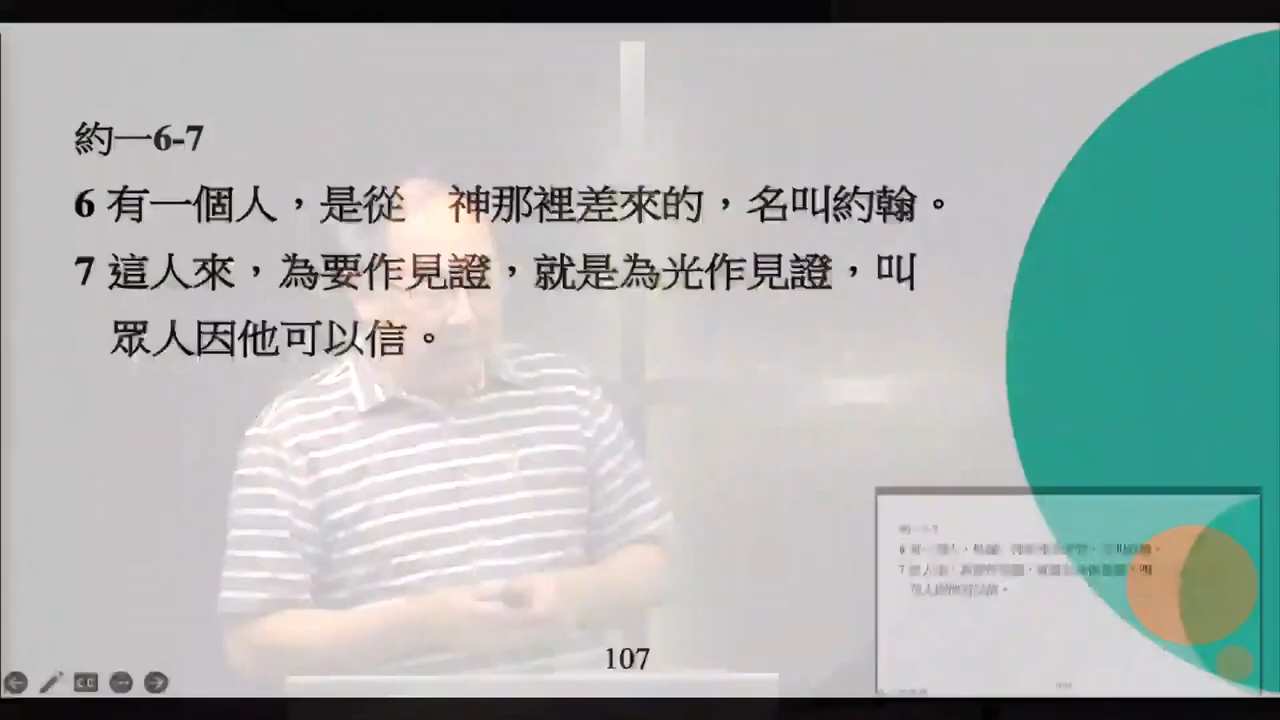 約一6-7
6 有一個人，是從　神那裡差來的，名叫約翰。
7 這人來，為要作見證，就是為光作見證，叫
眾人因他可以信。
107
CC